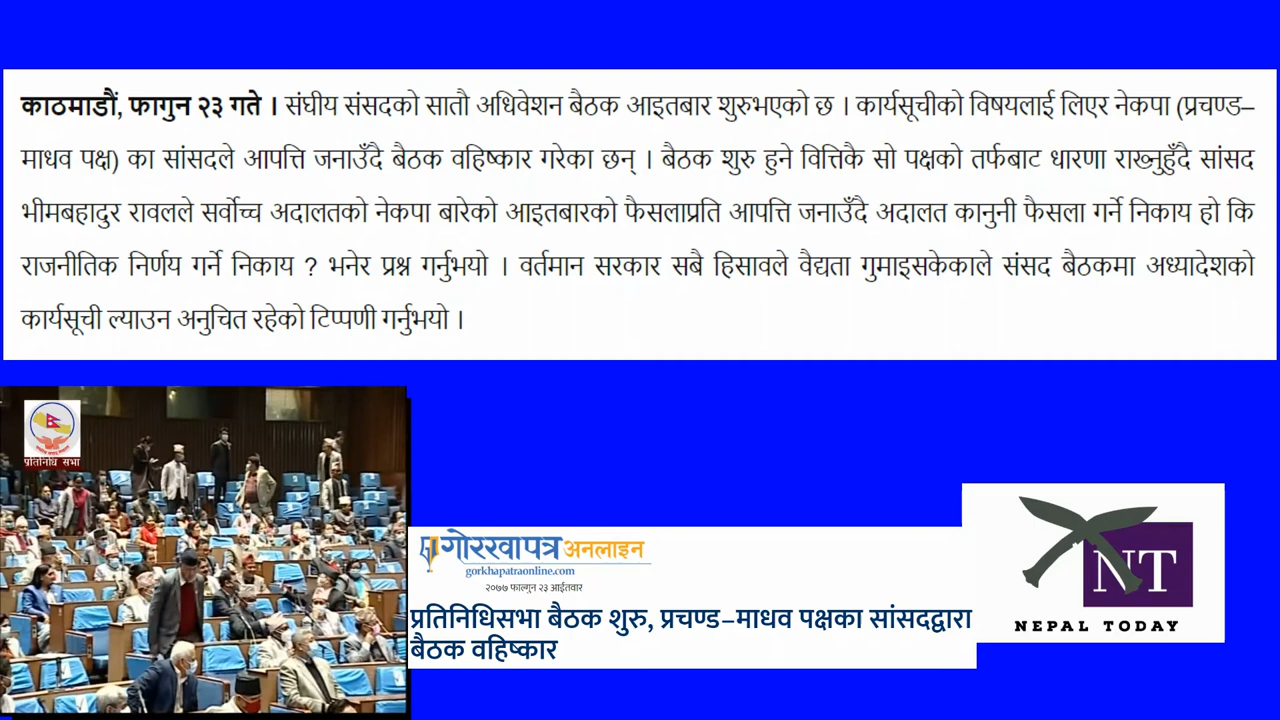 काठमाडौं, फागुन २३ गते । संघीय संसदको सातौ अधिवेशन बैठक आइतबार शुरुभएको छ । कार्यसूचीको विषयलाई लिएर नेकपा (प्रचण्ड–
माधव पक्ष) का सांसदले आपत्ति जनाउँदै बैठक वहिष्कार गरेका छन् । बैठक शुरु हुने वित्तिकै सो पक्षको तर्फबाट धारणा राख्नुहुँदै सांसद
भीमबहादुर रावलले सर्वोच्च अदालतको नेकपा बारेको आइतबारको फैसलाप्रति आपत्ति जनाउँदै अदालत कानुनी फैसला गर्ने निकाय हो कि
राजनीतिक निर्णय गर्ने निकाय ? भनेर प्रश्न गर्नुभयो । वर्तमान सरकार सबै हिसावले वैद्यता गुमाइसकेकाले संसद बैठकमा अध्यादेशको
कार्यसूची ल्याउन अनुचित रहेको टिप्पणी गर्नुभयो ।
प्रतिनिधि सभा
गोरखापत्र अनलाइन
gorkhapatraonline.com
२०७७ फाल्गुन २३ आईतवार
प्रतिनिधिसभा बैठक शुरु, प्रचण्ड–माधव पक्षका सांसदद्वारा
बैठक वहिष्कार
NT
NEPAL TODAY